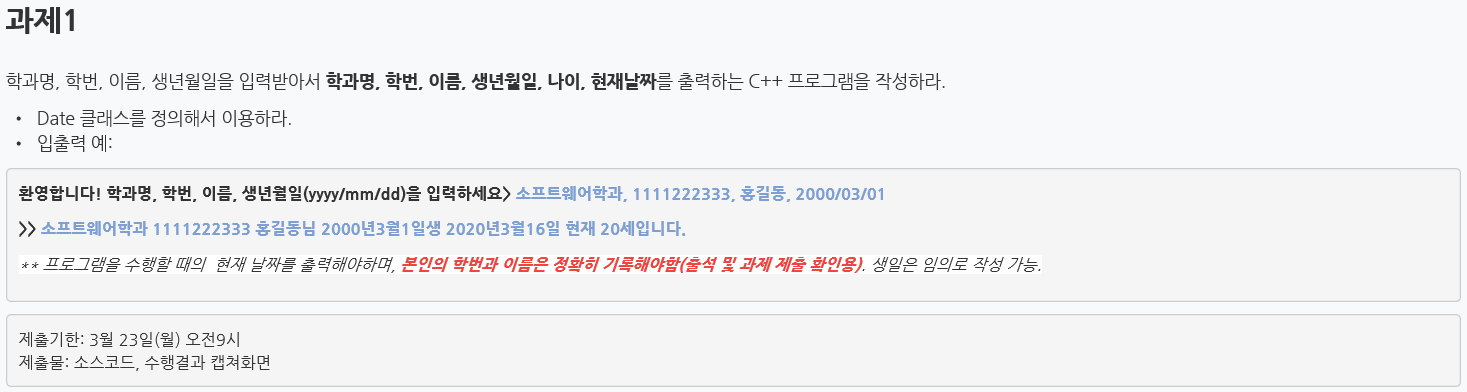 과제1
학과명, 학번, 이름, 생년월일을 입력받아서 학과명, 학번, 이름, 생년월일, 나이, 현재날짜를 출력하는 C++ 프로그램을 작성하라.
• Date 클래스를 정의해서 이용하라.
• 입출력 예:
환영합니다! 학과명, 학번, 이름, 생년월일(yyyy/mm/dd)을 입력하세요> 소프트웨어학과, 1111222333, 홍길동, 2000/03/01
>> 소프트웨어학과 1111222333 홍길동님 2000년3월1일생 2020년3월16일 현재 20세입니다.
** 프로그램을 수행할 때의 현재 날짜를 출력해야하며, 본인의 학번과 이름은 정확히 기록해야함(출석 및 과제 제출 확인용). 생일은 임의로 작성 가능.
제출기한: 3월 23일(월) 오전9시
제출물: 소스코드, 수행결과 캡쳐화면